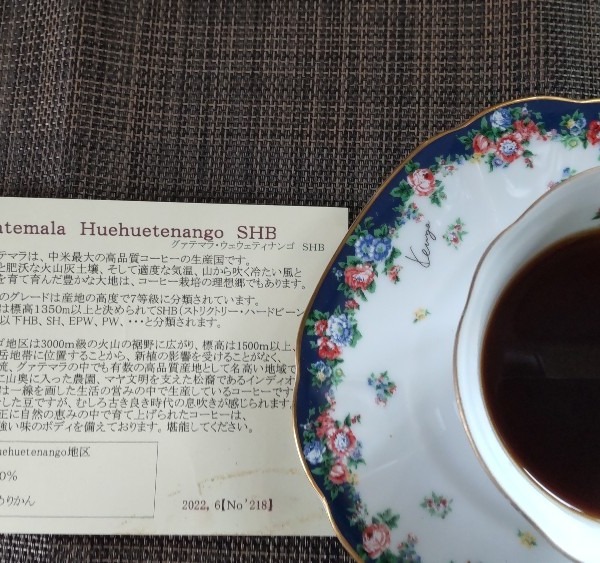 temala Huehuetenango SHB
グァテマラ・ウェウェティナンゴ SHB
テマラは、中米最大の高品質コーヒーの生産国です。
と肥沃な火山灰土壌、そして適度な気温、山から吹く冷たい風と
を育て育んだ豊かな大地は、コーヒー栽培の理想郷でもあります。
のグレードは産地の高度で7等級に分類されています。
は標高1350m以上と決められてSHB(ストリクトリー・ハードビーン
以下HB, SH, EPW, PW, ・・・と分類されます。
ゴ地区は3000m級の火山の裾野に広がり、標高は1500m以上、
岳地帯に位置することから、新植の影響を受けることがなく、
流、グァテマラの中でも有数の高品質産地として名高い地域で
に山奥に入った農園、マヤ文明を支えた松裔であるインディオ
は一線を画した生活の営みの中で生産しているコーヒーです
した豆ですが、むしろ古き良き時代の息吹が感じられます。
正に自然の恵みの中で育て上げられたコーヒーは、
強い味のボディを備えております。堪能してください。
uehuetenango地区
0%
めりかん
2022, 6【No'218】
Kenzo